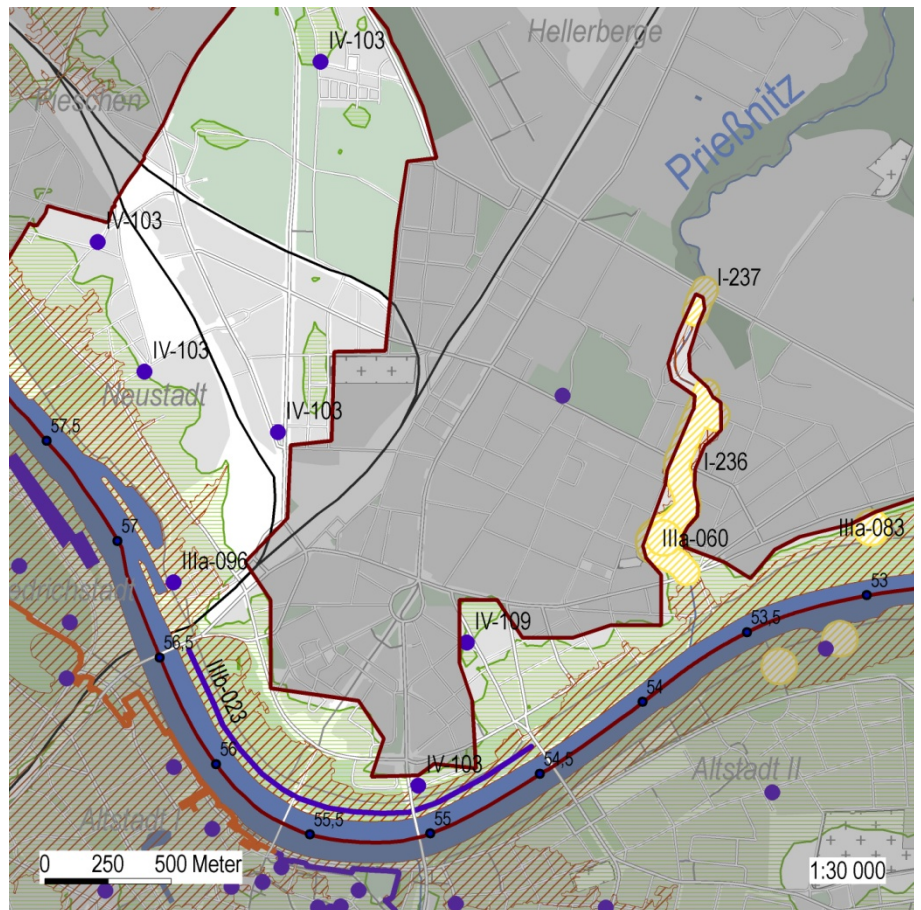 IV-103
Hellerberge
Pieschen
Prießnitz
IV-103
I-237
IV-103
Neustadt
IV-103
57,5
I-236
57
IIIa-060
IIIa-083
IIIa-096
53
53,5
IV-109
56,5
54
IIIb-023
56
54,5
Altstadt II
IV-103
Altstadt
55,5
55
0 250 500 Meter
1:30 000